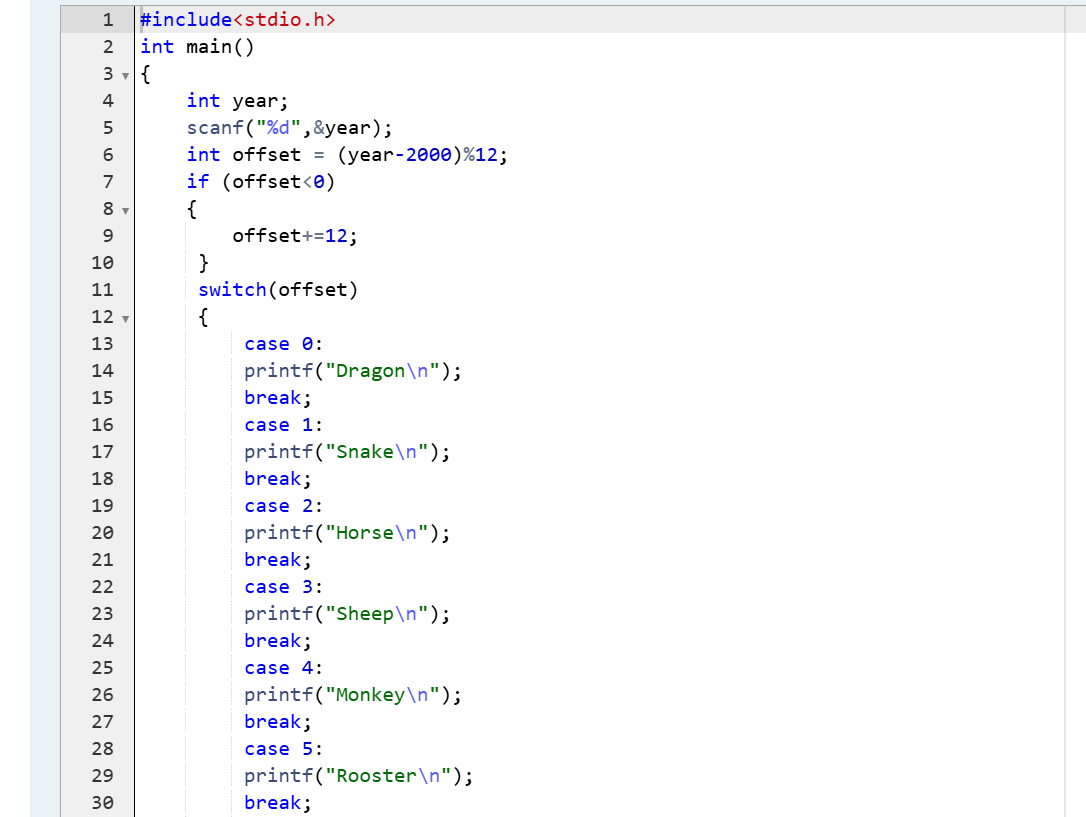 1 #include<stdio.h>
2 int main()
3 {
4     int year;
5     scanf("%d",&year);
6     int offset = (year-2000)%12;
7     if (offset<0)
8     {
9         offset+=12;
10      }
11      switch(offset)
12      {
13          case 0:
14          printf("Dragon\n");
15          break;
16          case 1:
17          printf("Snake\n");
18          break;
19          case 2:
20          printf("Horse\n");
21          break;
22          case 3:
23          printf("Sheep\n");
24          break;
25          case 4:
26          printf("Monkey\n");
27          break;
28          case 5:
29          printf("Rooster\n");
30          break;